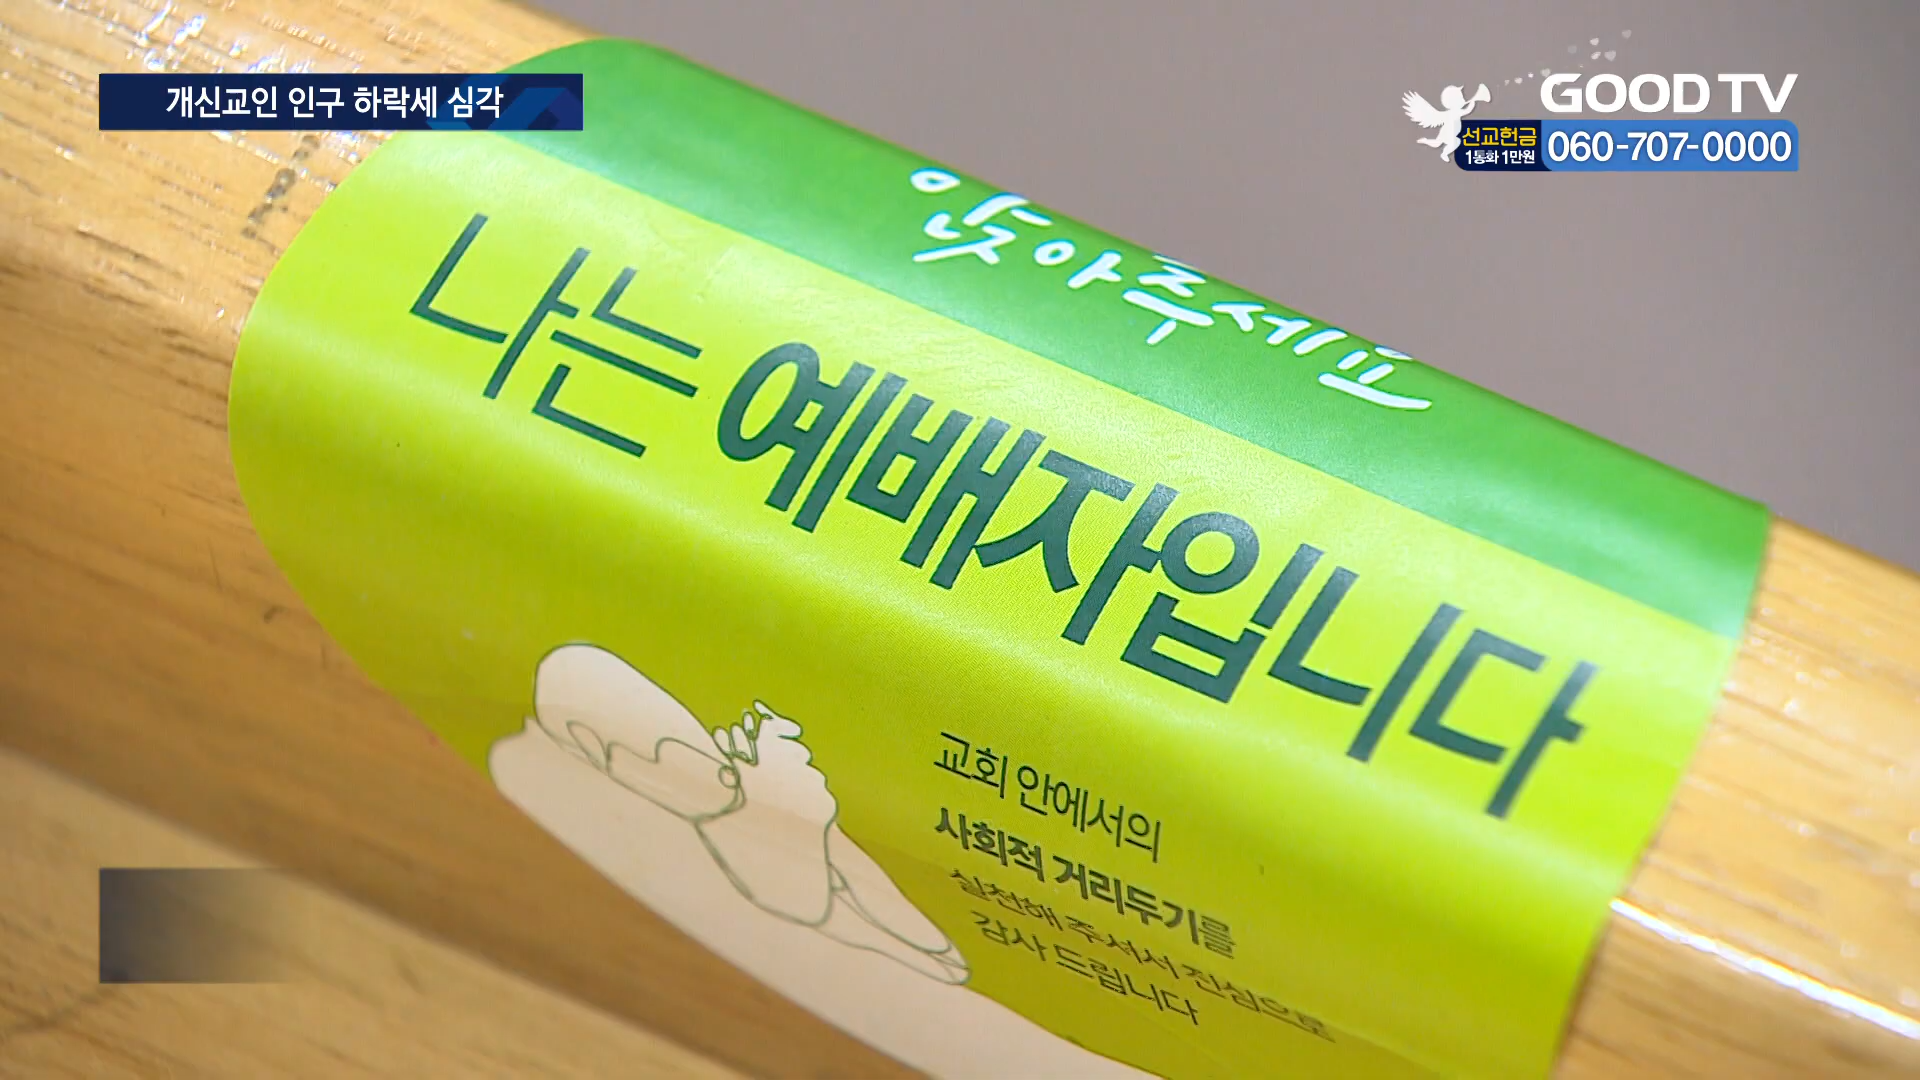 개신교인 인구 하락세 심각
GOOD TV
선교헌금
1통화 1만원
060-707-0000
앉아주세요
나는 예배자입니다
교회 안에서의
사회적 거리두기를
실천해 주셔서 진심으로
감사 드립니다